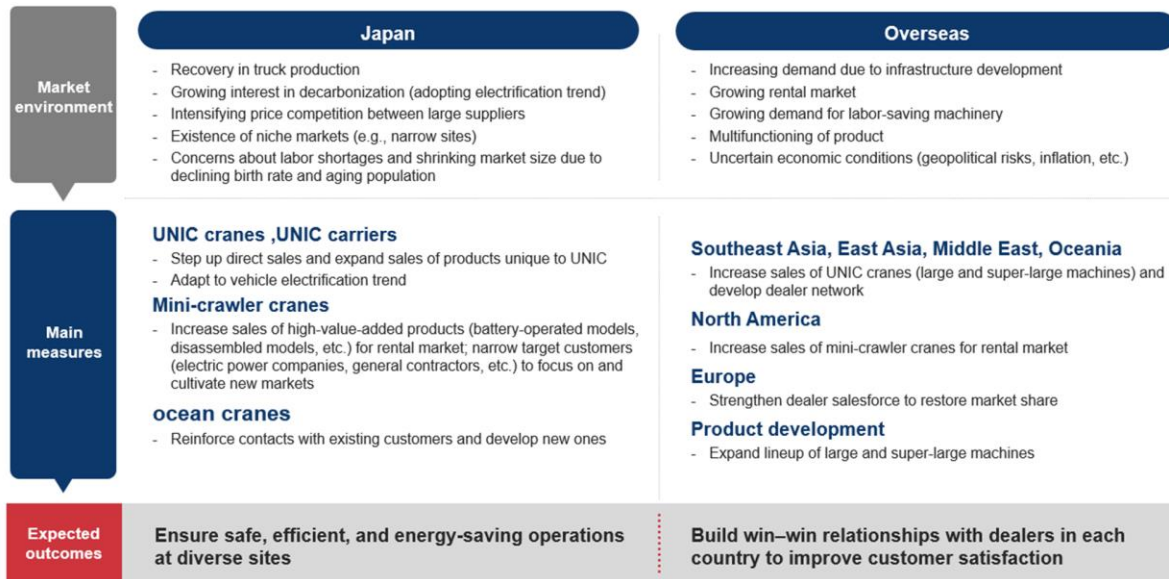 Market
environment
Japan
- Recovery in truck production
- Growing interest in decarbonization (adopting electrification trend)
- Intensifying price competition between large suppliers
- Existence of niche markets (e.g., narrow sites)
- Concerns about labor shortages and shrinking market size due to
declining birth rate and aging population
Overseas
- Increasing demand due to infrastructure development
- Growing rental market
- Growing demand for labor-saving machinery
- Multifunctioning of product
- Uncertain economic conditions (geopolitical risks, inflation, etc.)
Main
measures
UNIC cranes ,UNIC carriers
- Step up direct sales and expand sales of products unique to UNIC
- Adapt to vehicle electrification trend
Mini-crawler cranes
- Increase sales of high-value-added products (battery-operated models,
disassembled models, etc.) for rental market; narrow target customers
(electric power companies, general contractors, etc.) to focus on and
cultivate new markets
ocean cranes
- Reinforce contacts with existing customers and develop new ones
Southeast Asia, East Asia, Middle East, Oceania
- Increase sales of UNIC cranes (large and super-large machines) and
develop dealer network
North America
- Increase sales of mini-crawler cranes for rental market
Europe
- Strengthen dealer salesforce to restore market share
Product development
- Expand lineup of large and super-large machines
Expected
outcomes
Ensure safe, efficient, and energy-saving operations
at diverse sites
Build win–win relationships with dealers in each
country to improve customer satisfaction